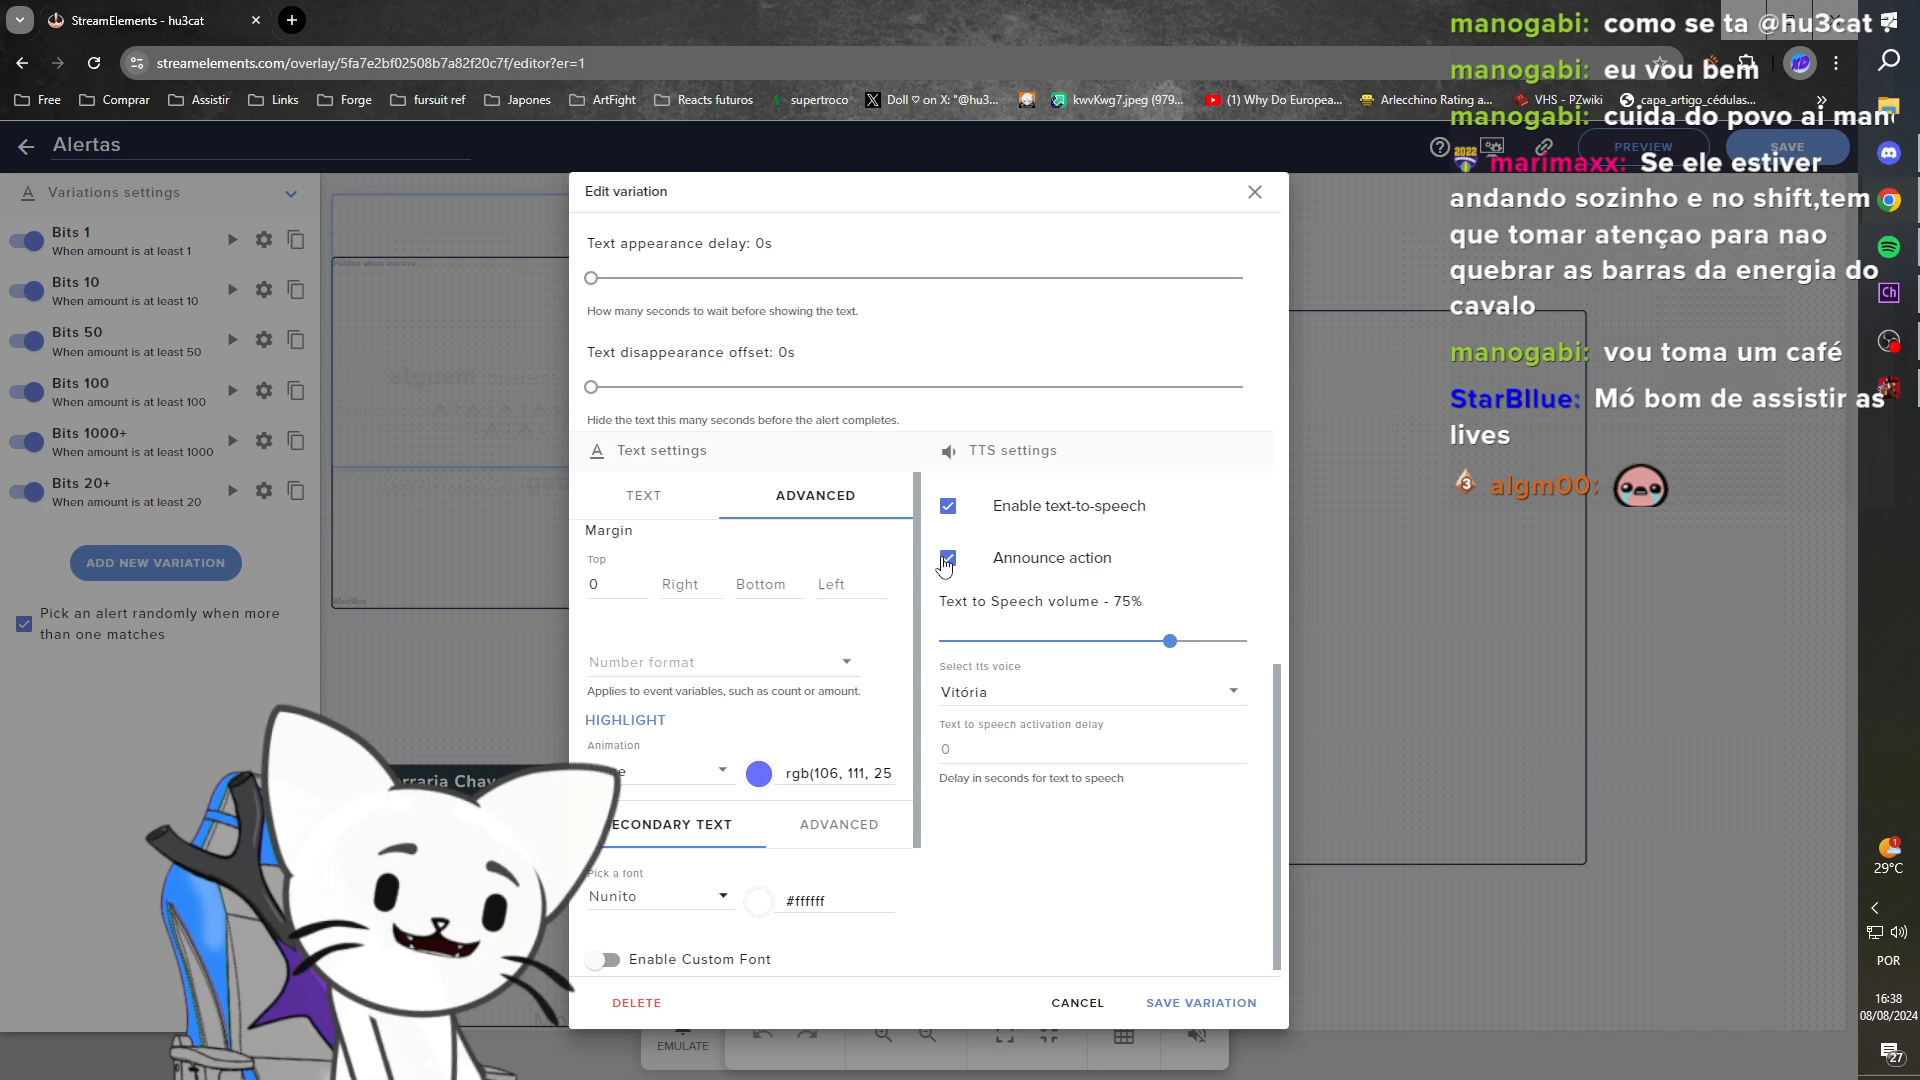 StreamElements - hu3cat
streamelements.com/overlay/5fa7e2bf02508b7a82f20c7f/editor?er=1
Free
Comprar
Assistir
Links
Forge
fursuit ref
Japones
ArtFight
Reacts futuros
supertroco
Doll ♡ on X: "@hu3...
kwvKwg7.jpeg (979...
(1) Why Do Europea...
Arlecchino Rating a...
VHS - PZwiki
capa_artigo_cédulas...
»
Alertas
PREVIEW
SAVE
Variations settings
Bits 1
When amount is at least 1
Bits 10
When amount is at least 10
Bits 50
When amount is at least 50
Bits 100
When amount is at least 100
Bits 1000+
When amount is at least 1000
Bits 20+
When amount is at least 20
ADD NEW VARIATION
Pick an alert randomly when more
than one matches
Hidden when inactive
alguem
AlertBox
Edit variation
Text appearance delay: 0s
How many seconds to wait before showing the text.
Text disappearance offset: 0s
Hide the text this many seconds before the alert completes.
Text settings
TEXT
ADVANCED
Margin
Top
0
Right
Bottom
Left
Number format
Applies to event variables, such as count or amount.
HIGHLIGHT
Animation
rgb(106, 111, 25
ECONDARY TEXT
ADVANCED
Pick a font
Nunito
#ffffff
Enable Custom Font
TTS settings
Enable text-to-speech
Announce action
Text to Speech volume - 75%
Select tts voice
Vitória
Text to speech activation delay
0
Delay in seconds for text to speech
DELETE
CANCEL
SAVE VARIATION
EMULATE
manogabi: como se ta @hu3cat ?
manogabi: eu vou bem
manogabi: cuida do povo ai man
2022 marimaxx: Se ele estiver
andando sozinho e no shift,tem
que tomar atençao para nao
quebrar as barras da energia do
cavalo
manogabi: vou toma um café
StarBllue: Mó bom de assistir as
lives
3 algm00:
Ch
1
29°C
POR
16:38
08/08/2024
27